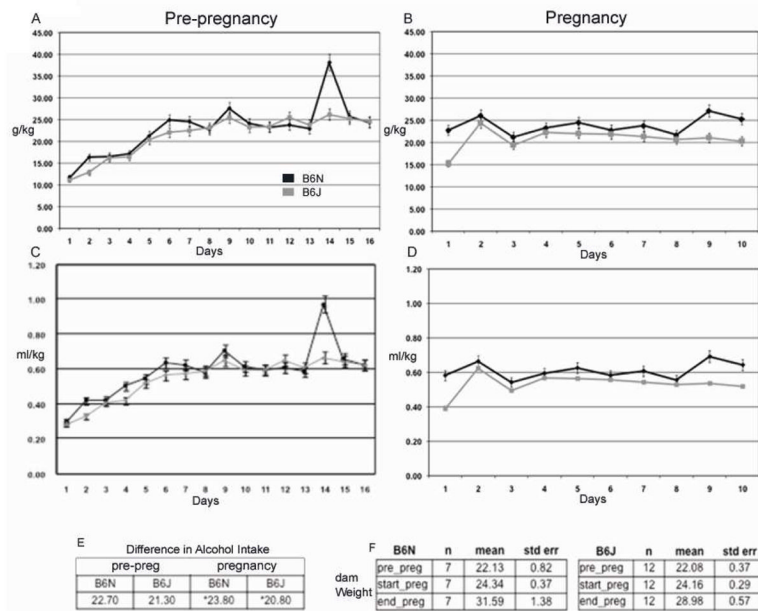 A Pre-pregnancy
B Pregnancy
45.00
40.00
35.00
30.00
g/kg 25.00
20.00
15.00
10.00
5.00
0.00
B6N
B6J
1 2 3 4 5 6 7 8 9 10 11 12 13 14 15 16
Days
45.00
40.00
35.00
30.00
g/kg 25.00
20.00
15.00
10.00
5.00
0.00
1 2 3 4 5 6 7 8 9 10
Days
C
1.20
1.00
0.80
ml/kg
0.60
0.40
0.20
0.00
1 2 3 4 5 6 7 8 9 10 11 12 13 14 15 16
Days
D
1.20
1.00
0.80
ml/kg
0.60
0.40
0.20
0.00
1 2 3 4 5 6 7 8 9 10
Days
E
Difference in Alcohol Intake
pre-preg pregnancy
B6N B6J B6N B6J
22.70 21.30 *23.80 *20.80
F
dam Weight
B6N n mean std err
pre_preg 7 22.13 0.82
start_preg 7 24.34 0.37
end_preg 7 31.59 1.38
B6J n mean std err
pre_preg 12 22.08 0.37
start_preg 12 24.16 0.29
end_preg 12 28.98 0.57